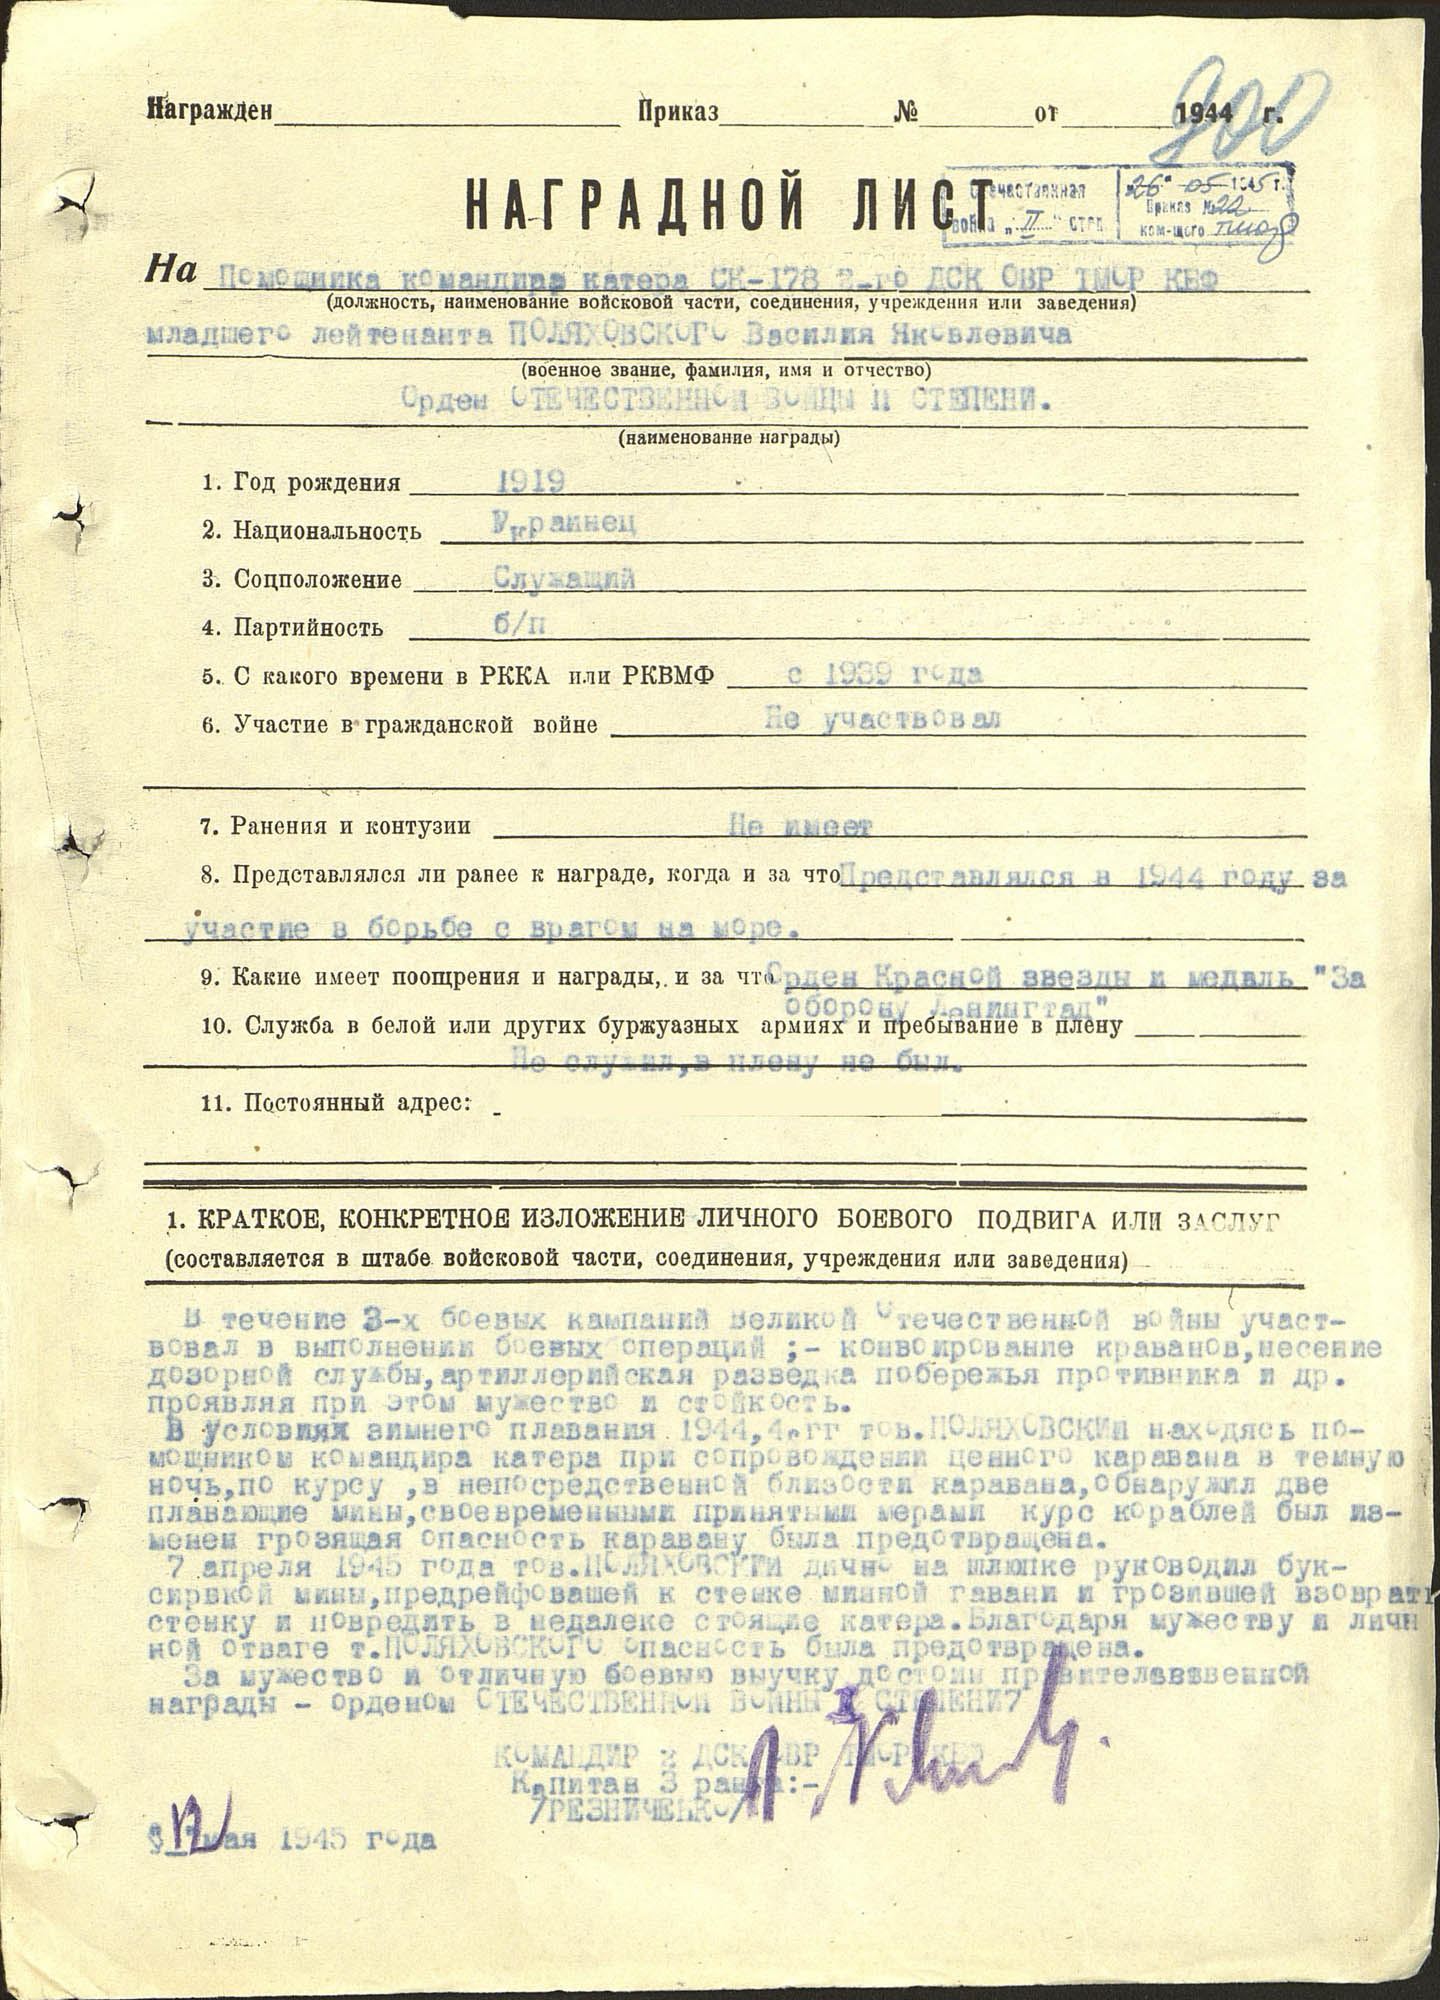 Награжден Приказ № от 1944 г.
200
НАГРАДНОЙ ЛИСТ
Отечественная война „II“ степ
„26“ 05 1945 г.
Приказ №22
ком-щего ТМОР
На Помощника командира катера СК-178 2-го ДСК ОВР ТМОР КБФ
(должность, наименование войсковой части, соединения, учреждения или заведения)
младшего лейтенанта ПОЛЯХОВСКОГО Василия Яковлевича
(военное звание, фамилия, имя и отчество)
Орден ОТЕЧЕСТВЕННОЙ ВОЙНЫ II СТЕПЕНИ.
(наименование награды)
1. Год рождения 1919
2. Национальность Украинец
3. Соцположение Служащий
4. Партийность б/п
5. С какого времени в РККА или РКВМФ с 1939 года
6. Участие в гражданской войне Не участвовал
7. Ранения и контузии Не имеет
8. Представлялся ли ранее к награде, когда и за что Представлялся в 1944 году за
участие в борьбе с врагом на море.
9. Какие имеет поощрения и награды, и за что Орден Красной звезды и медаль "За
оборону Ленингтад"
10. Служба в белой или других буржуазных армиях и пребывание в плену
Не служил,в плену не был.
11. Постоянный адрес:
1. КРАТКОЕ, КОНКРЕТНОЕ ИЗЛОЖЕНИЕ ЛИЧНОГО БОЕВОГО ПОДВИГА ИЛИ ЗАСЛУГ
(составляется в штабе войсковой части, соединения, учреждения или заведения)
В течение 3-х боевых кампаний Великой Отечественной войны участ-
вовал в выполнении боевых операций ;- конвоирование краванов,несение
дозорной службы,артиллерийская разведка побережья противника и др.
проявляя при этом мужество и стойкость.
В условиях зимнего плавания 1944, гг тов.ПОЛЯХОВСКИЙ находясь по-
мощником командира катера при сопровождении ценного каравана в темную
ночь,по курсу ,в непосредственной близости каравана,обнаружил две
плавающие мины,своевременными принятыми мерами курс кораблей был из-
менен грозящая опасность каравану была предотвращена.
7 апреля 1945 года тов.ПОЛЯХОВСКГИ лично на шлюпке руководил бук-
сирвкой мины,предрейфовашей к стенке минной гавани и грозившей взоврать
стенку и повредить в недалеке стоящие катера.Благодаря мужеству и личн
ной отваге т.ПОЛЯХОВСКОГО опасность была предотвращена.
За мужество и отличную боевую выучку достоин правительственной
награды - орденом ОТЕЧЕСТВЕННОЙ ВОЙНЫ II СТЕПЕНИ?
КОМАНДИР 2 ДСК ОВР ТМОР КБФ
Капитан 3 ранга:-
/РЕЗНИЧЕНКО/
12 мая 1945 года